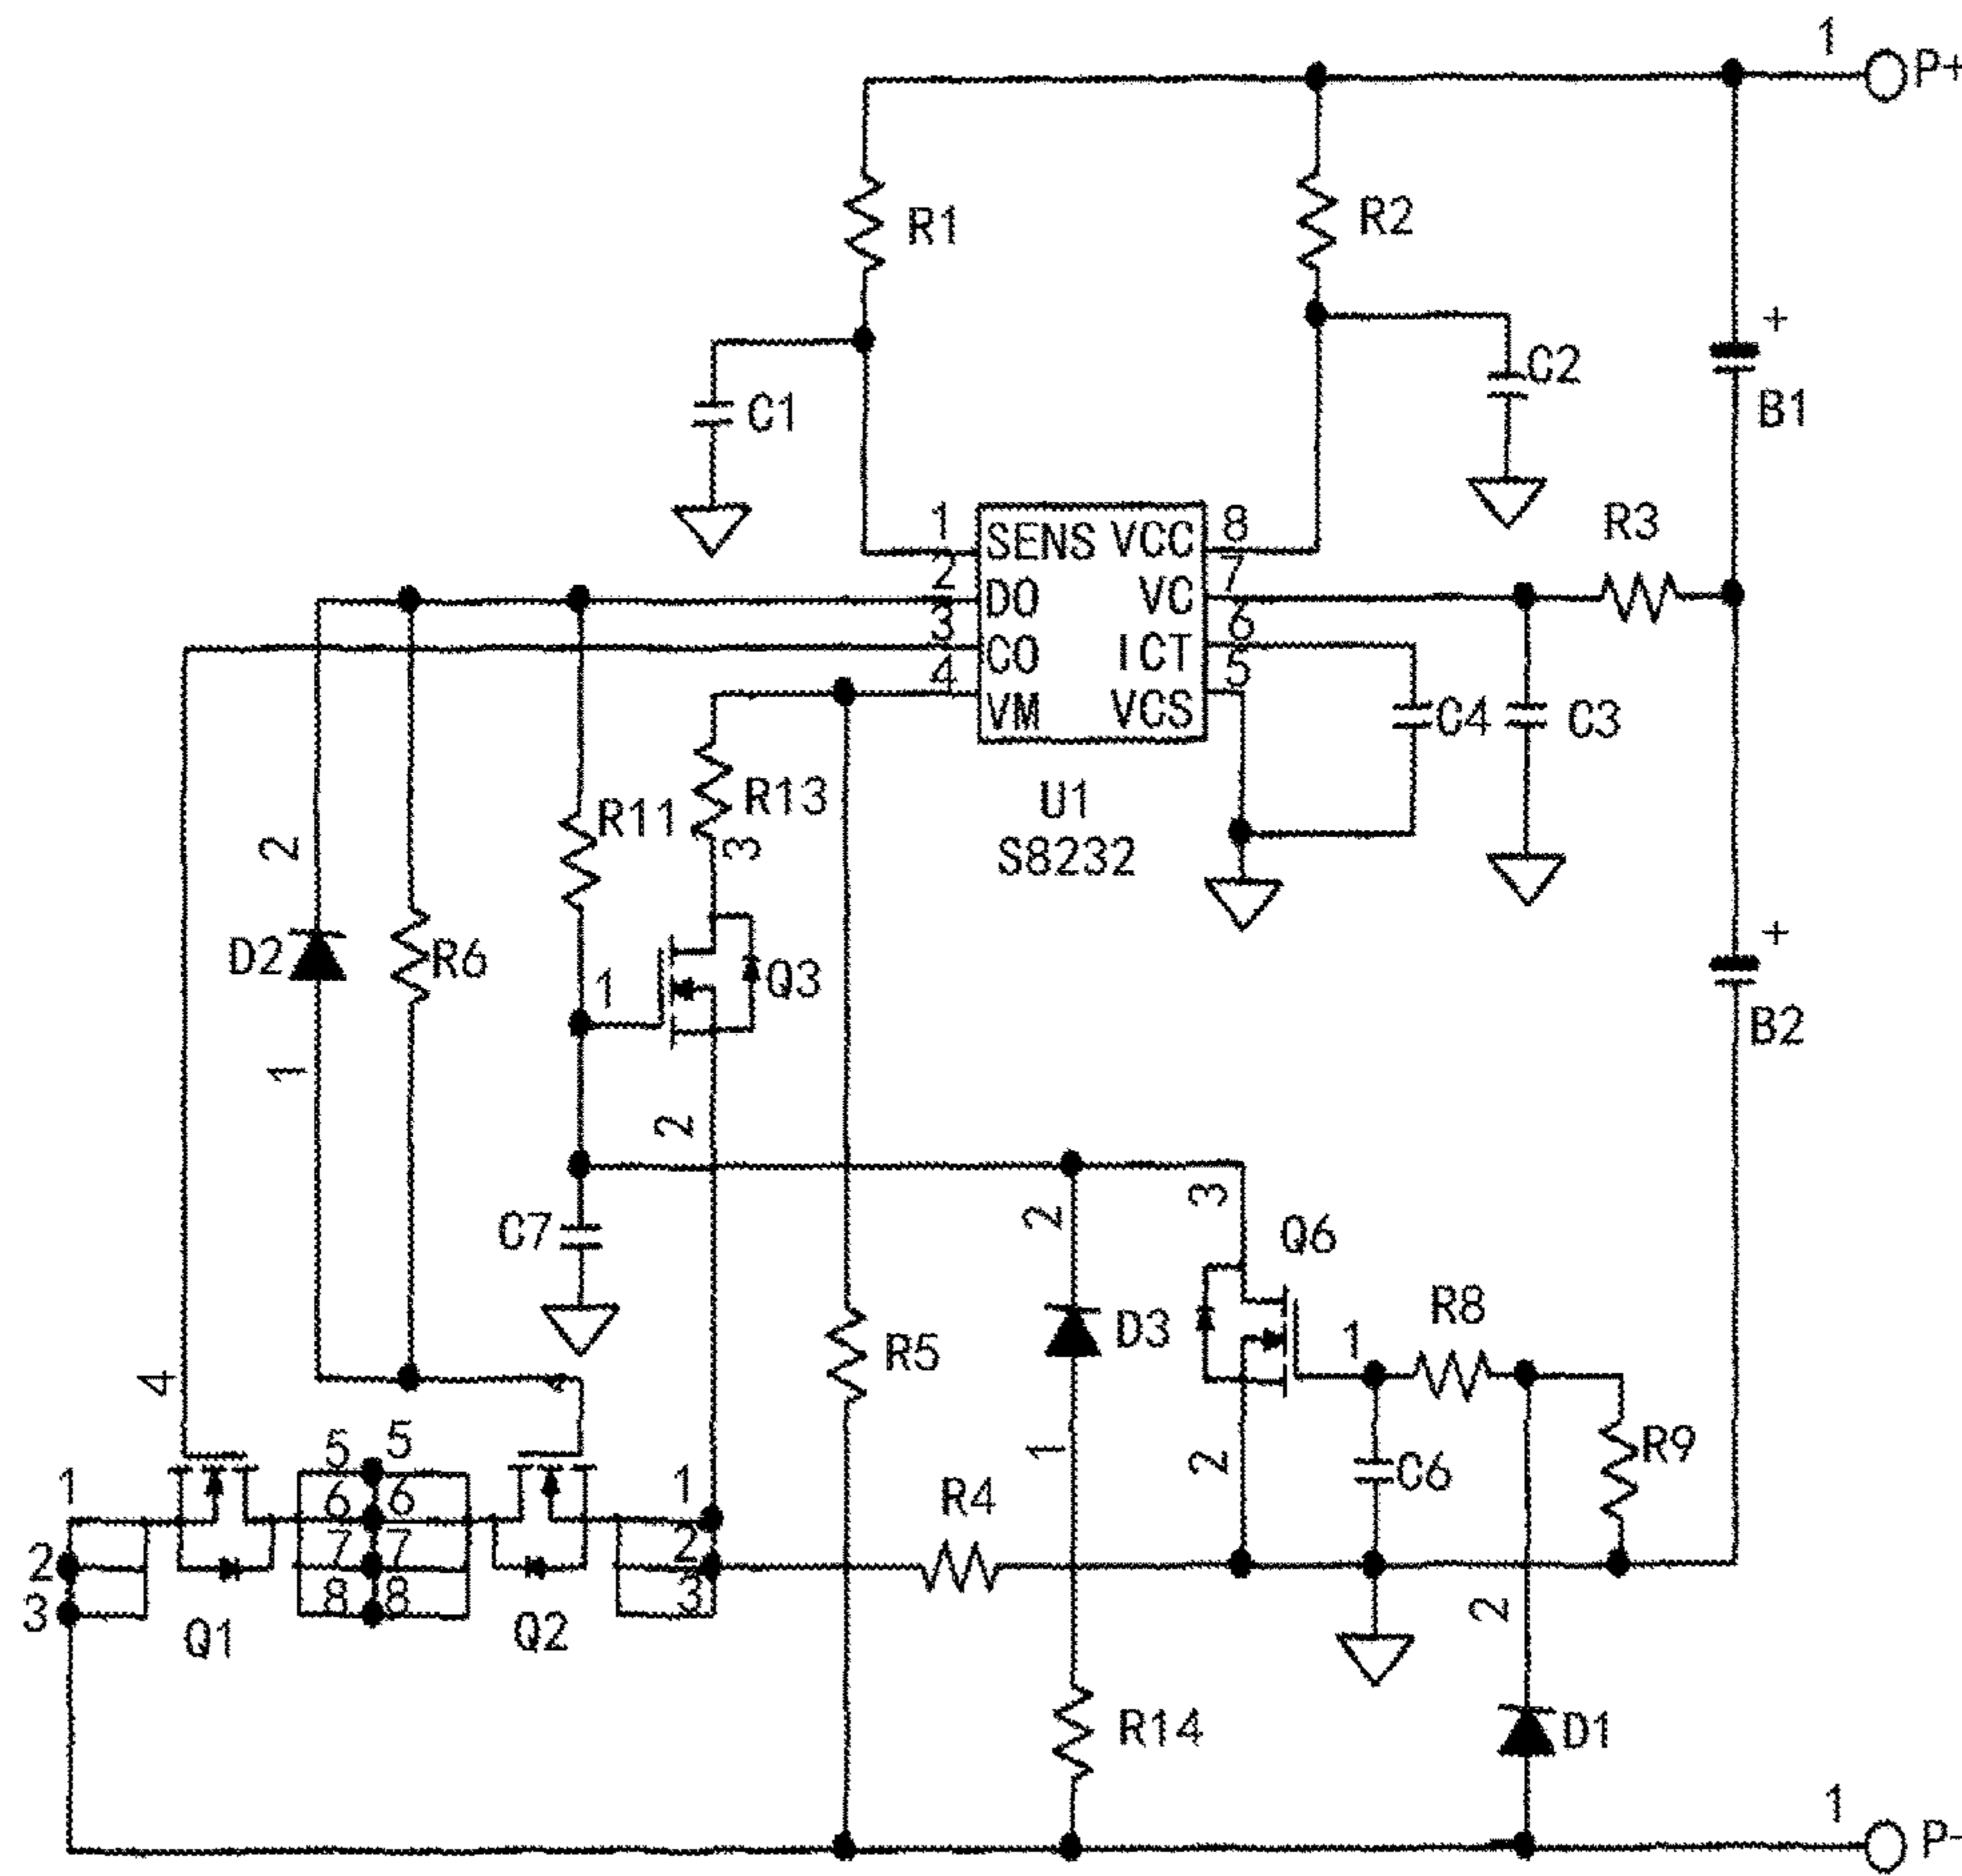 1
P+
R1
R2
+
B1
C1
C2
1
SENS VCC
8
R3
2
DO VC
7
3
CO ICT
6
4
VM VCS
5
C4
C3
U1
S8232
R13
R11
3
2
D2
R6
1
Q3
+
B2
1
2
C7
3
2
Q6
D3
R8
1
R5
4
R9
5
5
1
2
C6
1
1
6
6
R4
2
7
7
2
3
8
8
3
2
Q1
Q2
R14
D1
1
P-